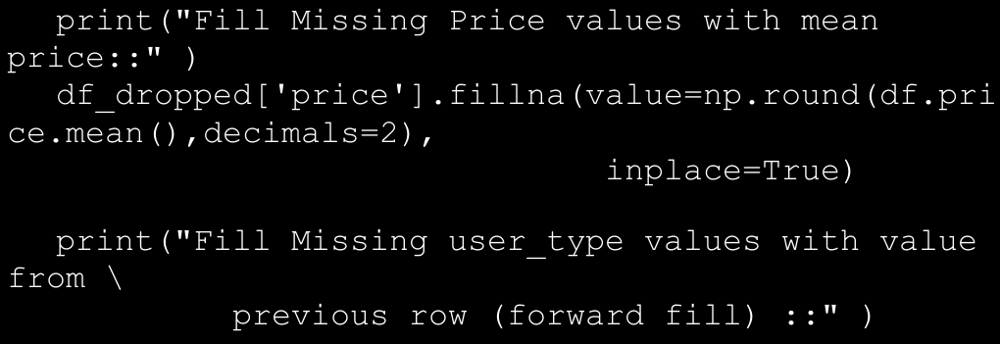 print("Fill Missing Price values with mean
price::" )
df_dropped['price'].fillna(value=np.round(df.pri
ce.mean(),decimals=2),
inplace=True)
print("Fill Missing user_type values with value
from \
previous row (forward fill) ::" )